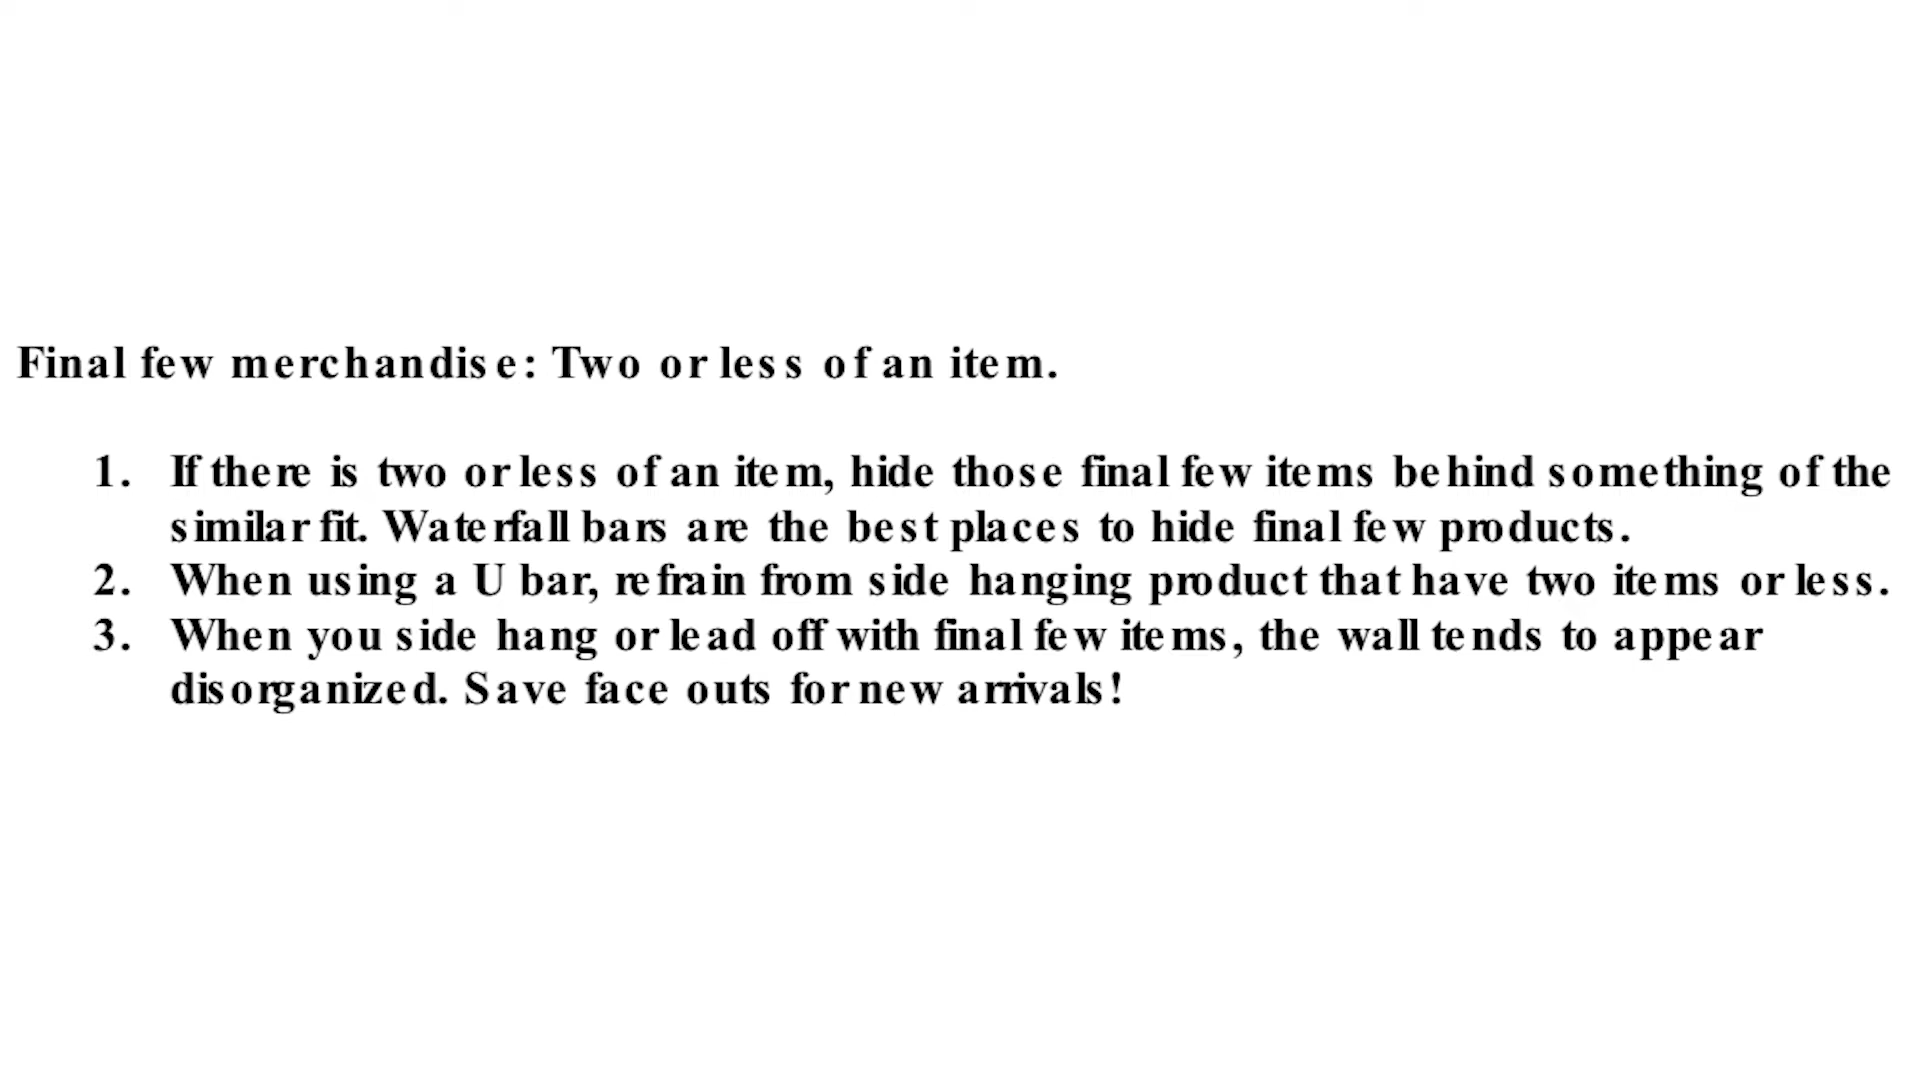 Final few merchandise: Two or less of an item.
1. If there is two or less of an item, hide those final few items behind something of the
similar fit. Waterfall bars are the best places to hide final few products.
2. When using a U bar, refrain from side hanging product that have two items or less.
3. When you side hang or lead off with final few items, the wall tends to appear
disorganized. Save face outs for new arrivals!